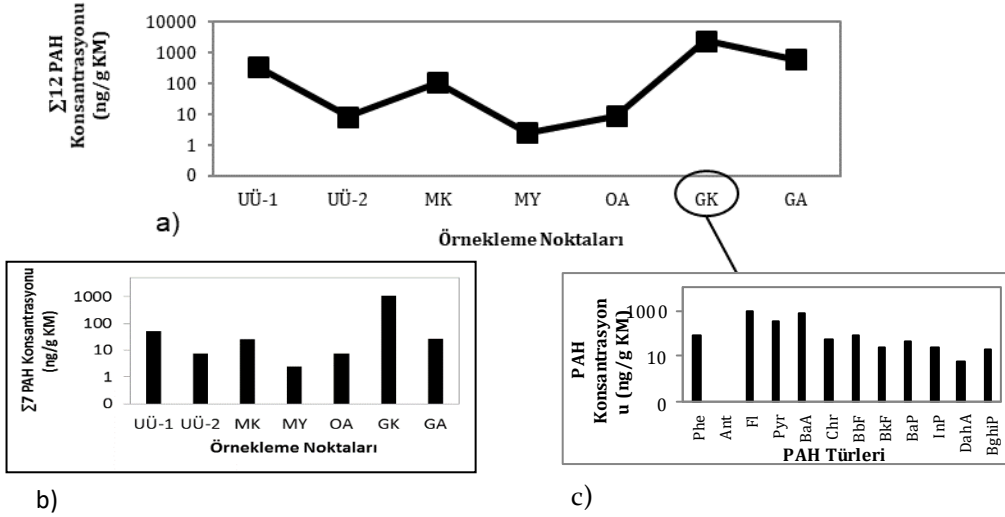 ∑12 PAH
Konsantrasyonu
(ng/g KM)
10000
1000
100
10
1
0
UÜ-1 UÜ-2 MK MY OA GK GA
a)
Örnekleme Noktaları
∑7 PAH Konsantrasyonu
(ng/g KM)
1000
100
10
1
0
UÜ-1 UÜ-2 MK MY OA GK GA
Örnekleme Noktaları
b)
PAH
Konsantrasyon
u (ng/g KM)
1000
10
0
Phe Ant Fl Pyr BaA Chr BbF BkF BaP InP DahA BghiP
PAH Türleri
c)